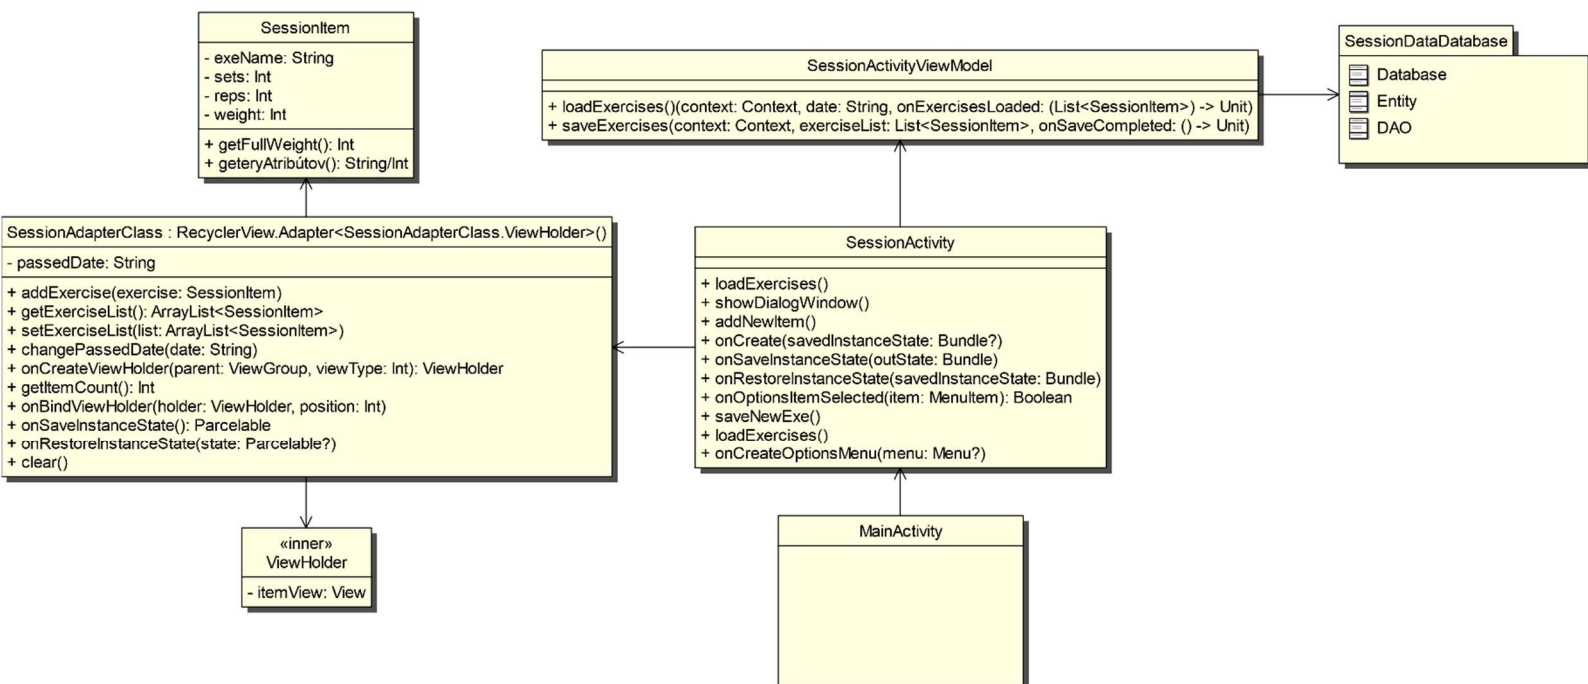 SessionItem
- exeName: String
- sets: Int
- reps: Int
- weight: Int
+ getFullWeight(): Int
+ geteryAtribútov(): String/Int
SessionActivityViewModel
+ loadExercises()(context: Context, date: String, onExercisesLoaded: (List<SessionItem>) -> Unit)
+ saveExercises(context: Context, exerciseList: List<SessionItem>, onSaveCompleted: () -> Unit)
SessionDataDatabase
Database
Entity
DAO
SessionAdapterClass : RecyclerView.Adapter<SessionAdapterClass.ViewHolder>()
- passedDate: String
+ addExercise(exercise: SessionItem)
+ getExerciseList(): ArrayList<SessionItem>
+ setExerciseList(list: ArrayList<SessionItem>)
+ changePassedDate(date: String)
+ onCreateViewHolder(parent: ViewGroup, viewType: Int): ViewHolder
+ getItemCount(): Int
+ onBindViewHolder(holder: ViewHolder, position: Int)
+ onSaveInstanceState(): Parcelable
+ onRestoreInstanceState(state: Parcelable?)
+ clear()
SessionActivity
+ loadExercises()
+ showDialogWindow()
+ addNewItem()
+ onCreate(savedInstanceState: Bundle?)
+ onSaveInstanceState(outState: Bundle)
+ onRestoreInstanceState(savedInstanceState: Bundle)
+ onOptionsItemSelected(item: MenuItem): Boolean
+ saveNewExe()
+ loadExercises()
+ onCreateOptionsMenu(menu: Menu?)
«inner»
ViewHolder
- itemView: View
MainActivity